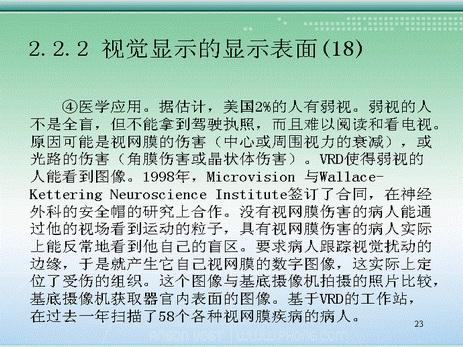 2.2.2 视觉显示的显示表面(18)
④医学应用。据估计，美国2%的人有弱视。弱视的人
不是全盲，但不能拿到驾驶执照，而且难以阅读和看电视。
原因可能是视网膜的伤害（中心或周围视力的衰减），或
光路的伤害（角膜伤害或晶状体伤害）。VRD使得弱视的
人能看到图像。1998年，Microvision 与Wallace-
Kettering Neuroscience Institute签订了合同，在神经
外科的安全帽的研究上合作。没有视网膜伤害的病人能通
过他的视场看到运动的粒子，具有视网膜伤害的病人实际
上能反常地看到他自己的盲区。要求病人跟踪视觉扰动的
边缘，于是就产生它自己视网膜的数字图像，这实际上定
位了受伤的组织。这个图像与基底摄像机拍摄的照片比较，
基底摄像机获取器官内表面的图像。基于VRD的工作站，
在过去一年扫描了58个各种视网膜疾病的病人。
23